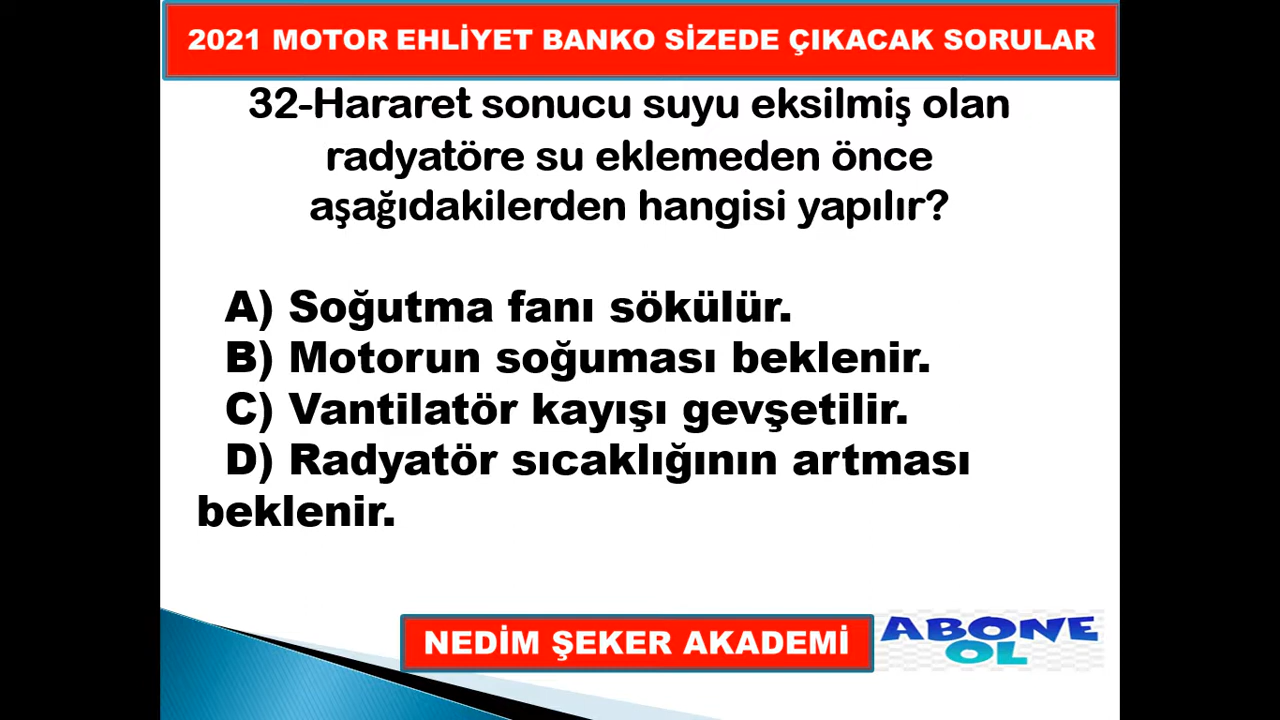 2021 MOTOR EHLİYET BANKO SİZEDE ÇIKACAK SORULAR
32-Hararet sonucu suyu eksilmiş olan
radyatöre su eklemeden önce
aşağıdakilerden hangisi yapılır?
A) Soğutma fanı sökülür.
B) Motorun soğuması beklenir.
C) Vantilatör kayışı gevşetilir.
D) Radyatör sıcaklığının artması
beklenir.
NEDİM ŞEKER AKADEMİ
ABONE
OL